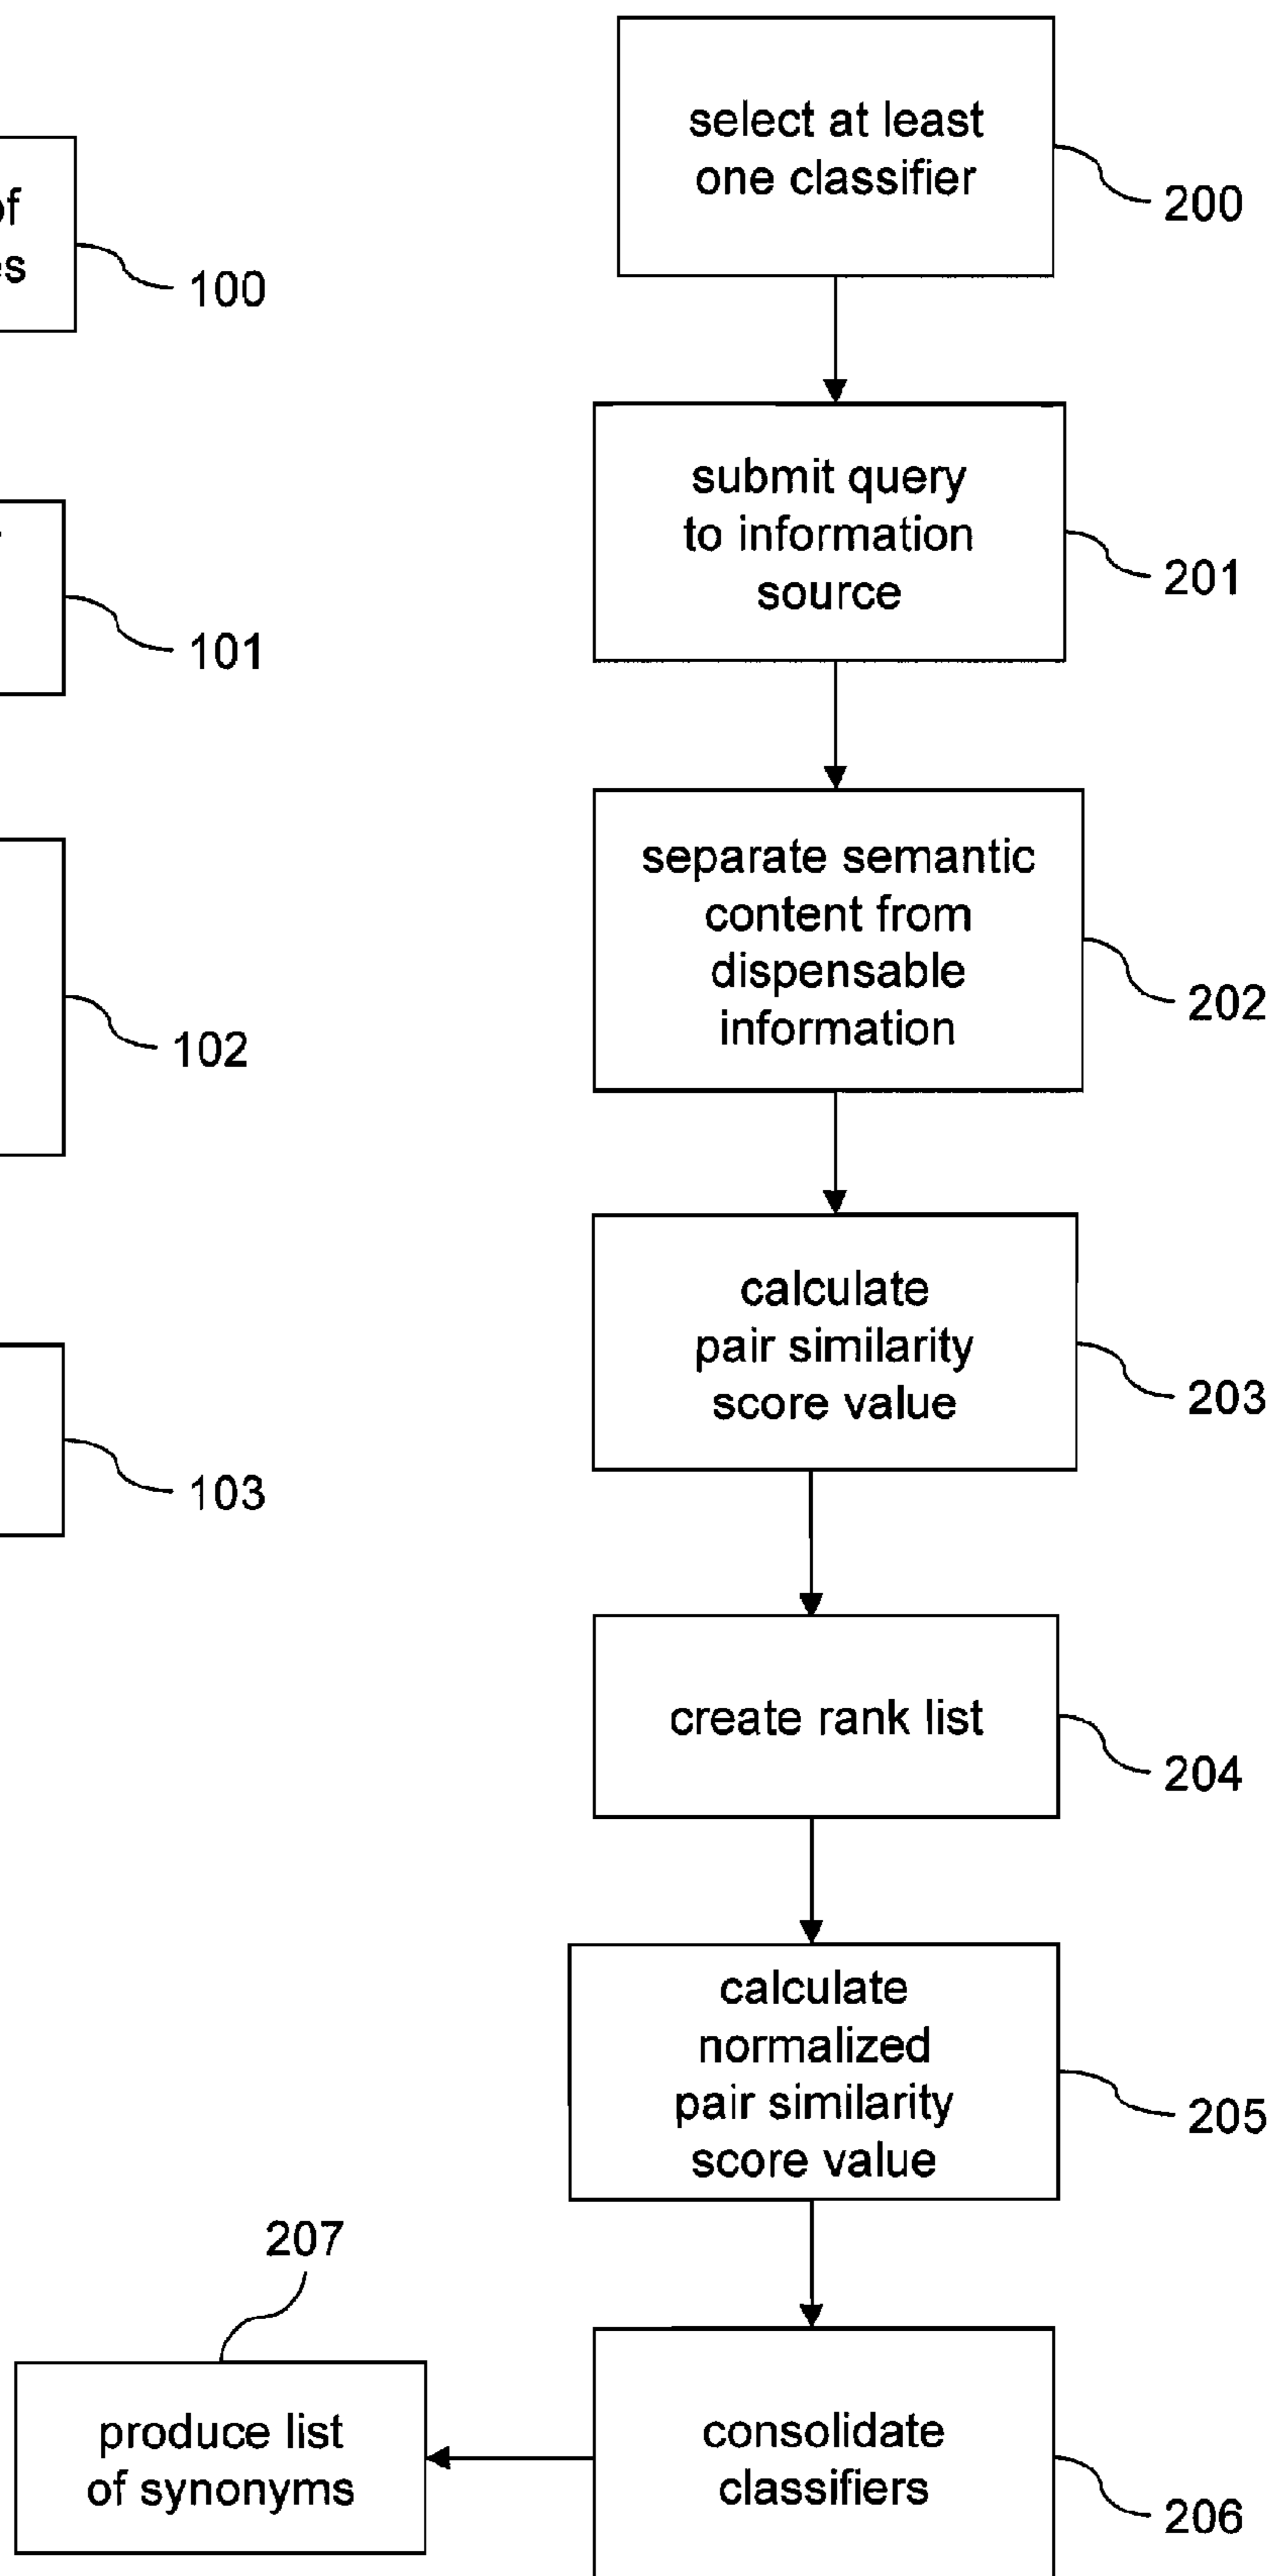 of
es
100
101
102
103
select at least
one classifier
200
submit query
to information
source
201
separate semantic
content from
dispensable
information
202
calculate
pair similarity
score value
203
create rank list
204
calculate
normalized
pair similarity
score value
205
consolidate
classifiers
206
207
produce list
of synonyms